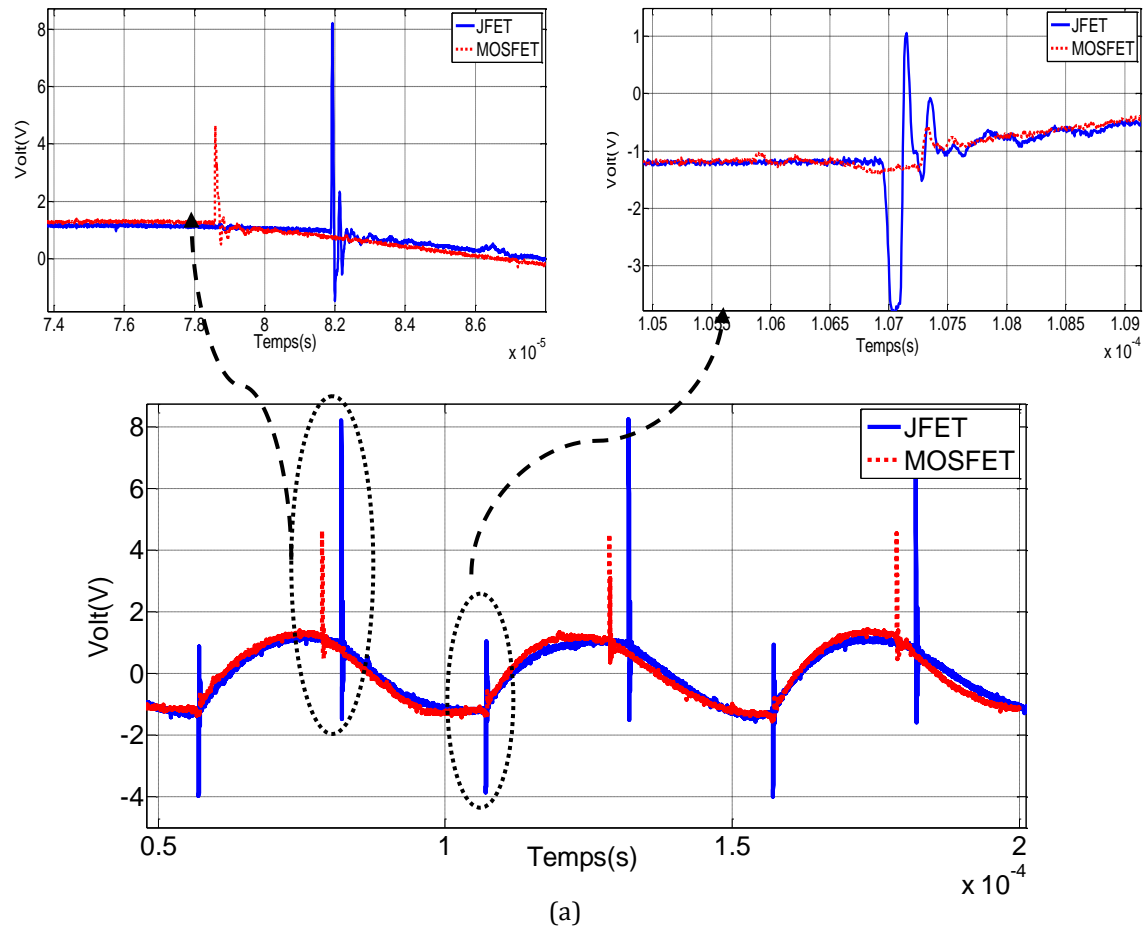 JFET
MOSFET
Volt(V)
8
6
4
2
0
7.4
7.6
7.8
8
8.2
8.4
8.6
Temps(s)
x 10-5
JFET
MOSFET
Volt(V)
1
0
-1
-2
-3
1.05
1.055
1.06
1.065
1.07
1.075
1.08
1.085
1.09
Temps(s)
x 10-4
JFET
MOSFET
Volt(V)
8
6
4
2
0
-2
-4
0.5
1
1.5
2
Temps(s)
x 10-4
(a)